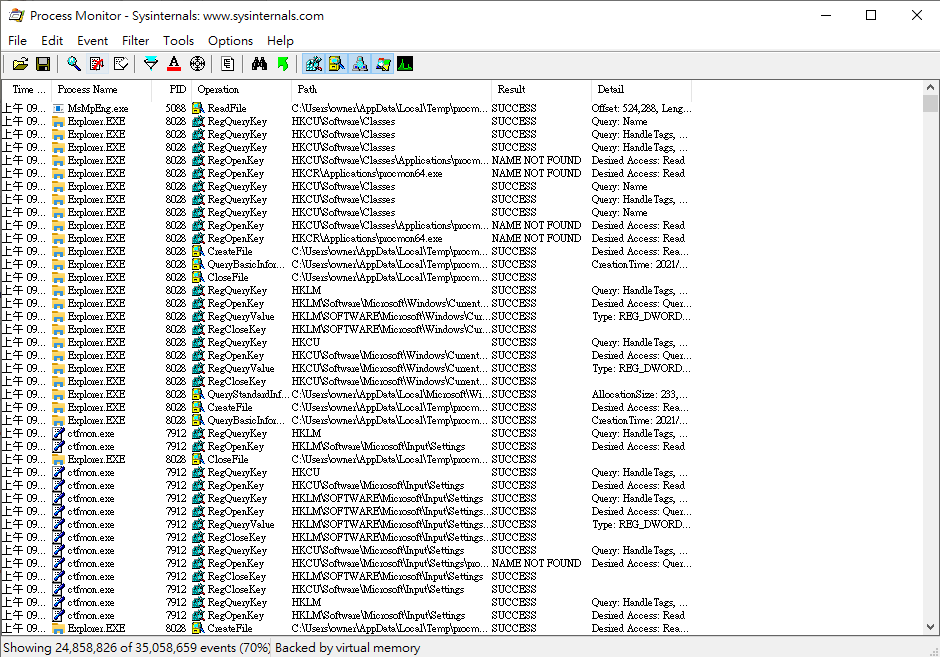 Process Monitor - Sysinternals: www.sysinternals.com
File Edit Event Filter Tools Options Help
Time ... Process Name PID Operation Path Result Detail
上午 09... MsMpEng.exe 5088 ReadFile C:\Users\owner\AppData\Local\Temp\procm... SUCCESS Offset: 524,288, Leng...
上午 09... Explorer.EXE 8028 RegQueryKey HKCU\Software\Classes SUCCESS Query: Name
上午 09... Explorer.EXE 8028 RegQueryKey HKCU\Software\Classes SUCCESS Query: HandleTags, ...
上午 09... Explorer.EXE 8028 RegQueryKey HKCU\Software\Classes SUCCESS Query: HandleTags, ...
上午 09... Explorer.EXE 8028 RegOpenKey HKCU\Software\Classes\Applications\procm... NAME NOT FOUND Desired Access: Read
上午 09... Explorer.EXE 8028 RegOpenKey HKCR\Applications\procmon64.exe NAME NOT FOUND Desired Access: Read
上午 09... Explorer.EXE 8028 RegQueryKey HKCU\Software\Classes SUCCESS Query: Name
上午 09... Explorer.EXE 8028 RegQueryKey HKCU\Software\Classes SUCCESS Query: HandleTags, ...
上午 09... Explorer.EXE 8028 RegQueryKey HKCU\Software\Classes SUCCESS Query: Name
上午 09... Explorer.EXE 8028 RegOpenKey HKCU\Software\Classes\Applications\procm... NAME NOT FOUND Desired Access: Read
上午 09... Explorer.EXE 8028 RegOpenKey HKCR\Applications\procmon64.exe NAME NOT FOUND Desired Access: Read
上午 09... Explorer.EXE 8028 CreateFile C:\Users\owner\AppData\Local\Temp\procm... SUCCESS Desired Access: Rea...
上午 09... Explorer.EXE 8028 QueryBasicInfor... C:\Users\owner\AppData\Local\Temp\procm... SUCCESS CreationTime: 2021/...
上午 09... Explorer.EXE 8028 CloseFile C:\Users\owner\AppData\Local\Temp\procm... SUCCESS
上午 09... Explorer.EXE 8028 RegQueryKey HKLM SUCCESS Query: HandleTags, ...
上午 09... Explorer.EXE 8028 RegOpenKey HKLM\Software\Microsoft\Windows\Current... SUCCESS Desired Access: Quer...
上午 09... Explorer.EXE 8028 RegQueryValue HKLM\SOFTWARE\Microsoft\Windows\Cur... SUCCESS Type: REG_DWORD...
上午 09... Explorer.EXE 8028 RegCloseKey HKLM\SOFTWARE\Microsoft\Windows\Cur... SUCCESS
上午 09... Explorer.EXE 8028 RegQueryKey HKCU SUCCESS Query: HandleTags, ...
上午 09... Explorer.EXE 8028 RegOpenKey HKCU\Software\Microsoft\Windows\Current... SUCCESS Desired Access: Quer...
上午 09... Explorer.EXE 8028 RegQueryValue HKCU\Software\Microsoft\Windows\Current... SUCCESS Type: REG_DWORD...
上午 09... Explorer.EXE 8028 RegCloseKey HKCU\Software\Microsoft\Windows\Current... SUCCESS
上午 09... Explorer.EXE 8028 QueryStandardInf... C:\Users\owner\AppData\Local\Microsoft\Wi... SUCCESS AllocationSize: 233,...
上午 09... Explorer.EXE 8028 CreateFile C:\Users\owner\AppData\Local\Temp\procm... SUCCESS Desired Access: Rea...
上午 09... Explorer.EXE 8028 QueryBasicInfor... C:\Users\owner\AppData\Local\Temp\procm... SUCCESS CreationTime: 2021/...
上午 09... ctfmon.exe 7912 RegQueryKey HKLM SUCCESS Query: HandleTags, ...
上午 09... ctfmon.exe 7912 RegOpenKey HKLM\Software\Microsoft\Input\Settings SUCCESS Desired Access: Read
上午 09... Explorer.EXE 8028 CloseFile C:\Users\owner\AppData\Local\Temp\procm... SUCCESS
上午 09... ctfmon.exe 7912 RegQueryKey HKCU SUCCESS Query: HandleTags, ...
上午 09... ctfmon.exe 7912 RegOpenKey HKCU\Software\Microsoft\Input\Settings SUCCESS Desired Access: Read
上午 09... ctfmon.exe 7912 RegQueryKey HKLM\SOFTWARE\Microsoft\Input\Settings SUCCESS Query: HandleTags, ...
上午 09... ctfmon.exe 7912 RegOpenKey HKLM\SOFTWARE\Microsoft\Input\Settings... SUCCESS Desired Access: Quer...
上午 09... ctfmon.exe 7912 RegQueryValue HKLM\SOFTWARE\Microsoft\Input\Settings... SUCCESS Type: REG_DWORD...
上午 09... ctfmon.exe 7912 RegCloseKey HKLM\SOFTWARE\Microsoft\Input\Settings... SUCCESS
上午 09... ctfmon.exe 7912 RegQueryKey HKCU\Software\Microsoft\Input\Settings SUCCESS Query: HandleTags, ...
上午 09... ctfmon.exe 7912 RegOpenKey HKCU\Software\Microsoft\Input\Settings\pro... NAME NOT FOUND Desired Access: Quer...
上午 09... ctfmon.exe 7912 RegCloseKey HKLM\SOFTWARE\Microsoft\Input\Settings SUCCESS
上午 09... ctfmon.exe 7912 RegCloseKey HKCU\Software\Microsoft\Input\Settings SUCCESS
上午 09... ctfmon.exe 7912 RegQueryKey HKLM SUCCESS Query: HandleTags, ...
上午 09... ctfmon.exe 7912 RegOpenKey HKLM\Software\Microsoft\Input\Settings SUCCESS Desired Access: Read
上午 09... Explorer.EXE 8028 CreateFile C:\Users\owner\AppData\Local\Temp\procm... SUCCESS Desired Access: Rea...
Showing 24,858,826 of 35,058,659 events (70%) Backed by virtual memory